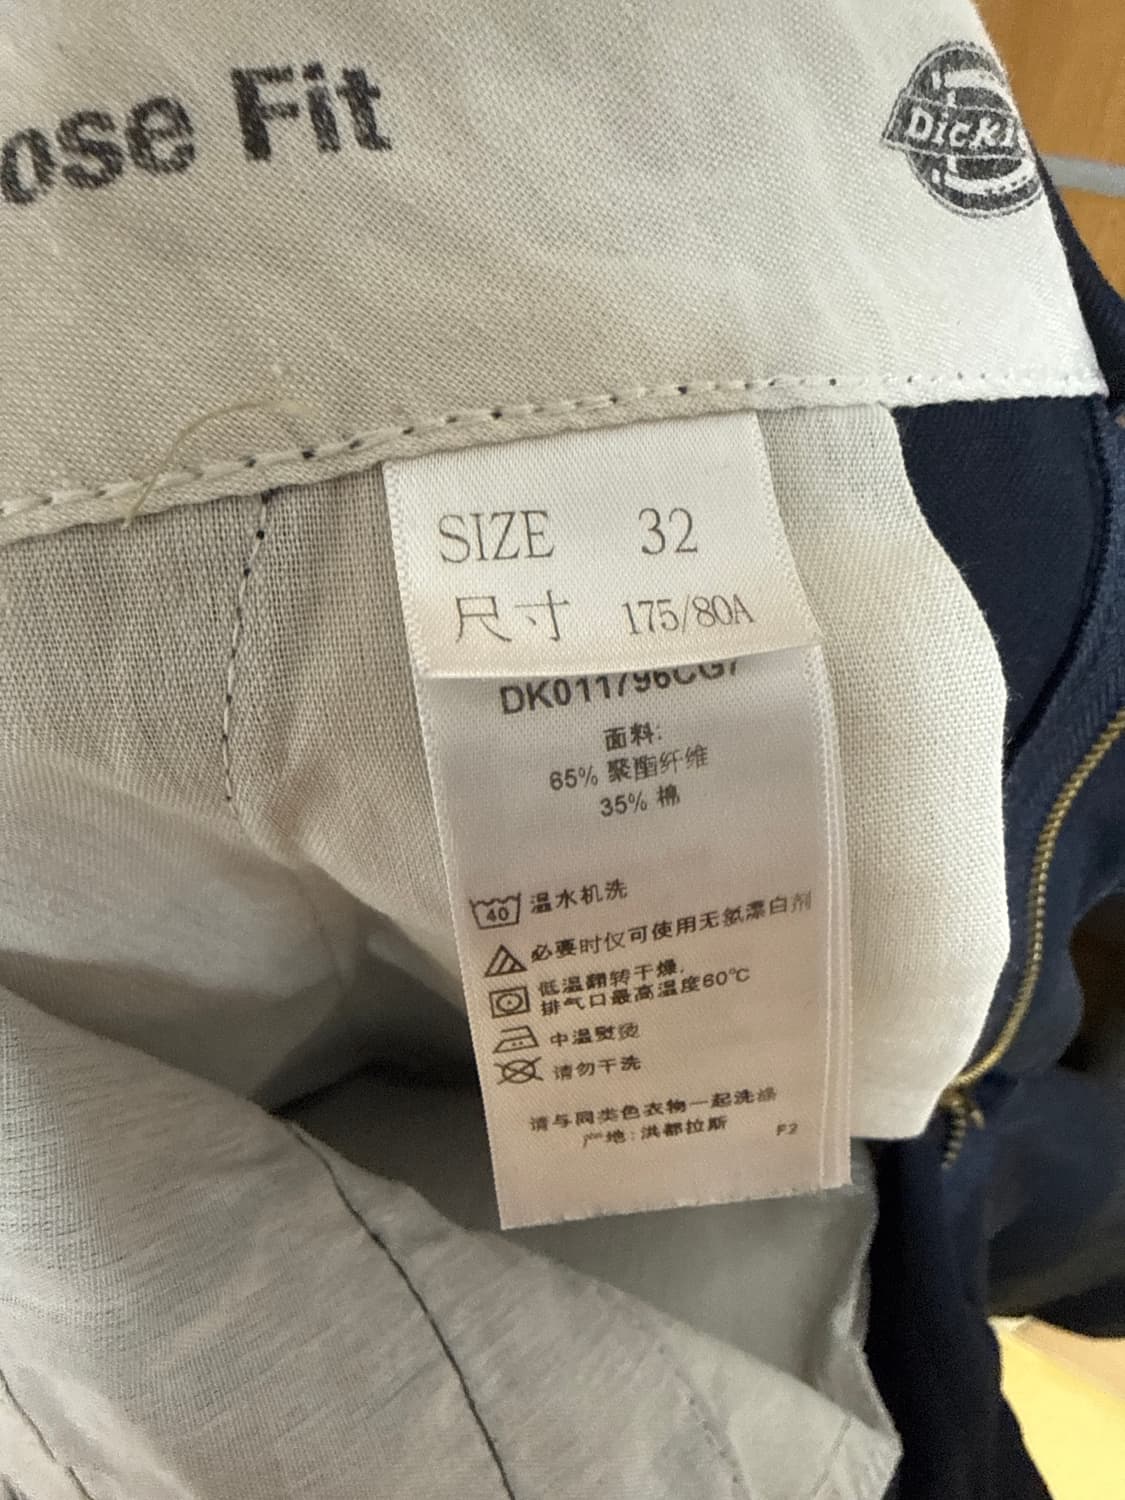 ose Fit
Dickie
SIZE 32
尺寸 175/80A
DK011796CG7
面料:
65% 聚酯纤维
35% 棉
40 温水机洗
必要时仅可使用无氯漂白剂
低温翻转干燥,
排气口最高温度60℃
中温熨烫
请勿干洗
请与同类色衣物一起洗涤
地：洪都拉斯 F2